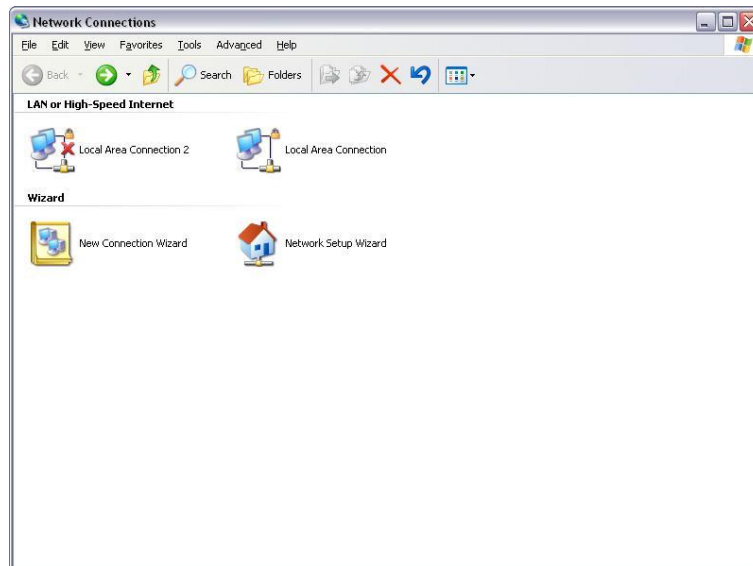 Network Connections
File Edit View Favorites Tools Advanced Help
Back Search Folders
LAN or High-Speed Internet
Local Area Connection 2 Local Area Connection
Wizard
New Connection Wizard Network Setup Wizard